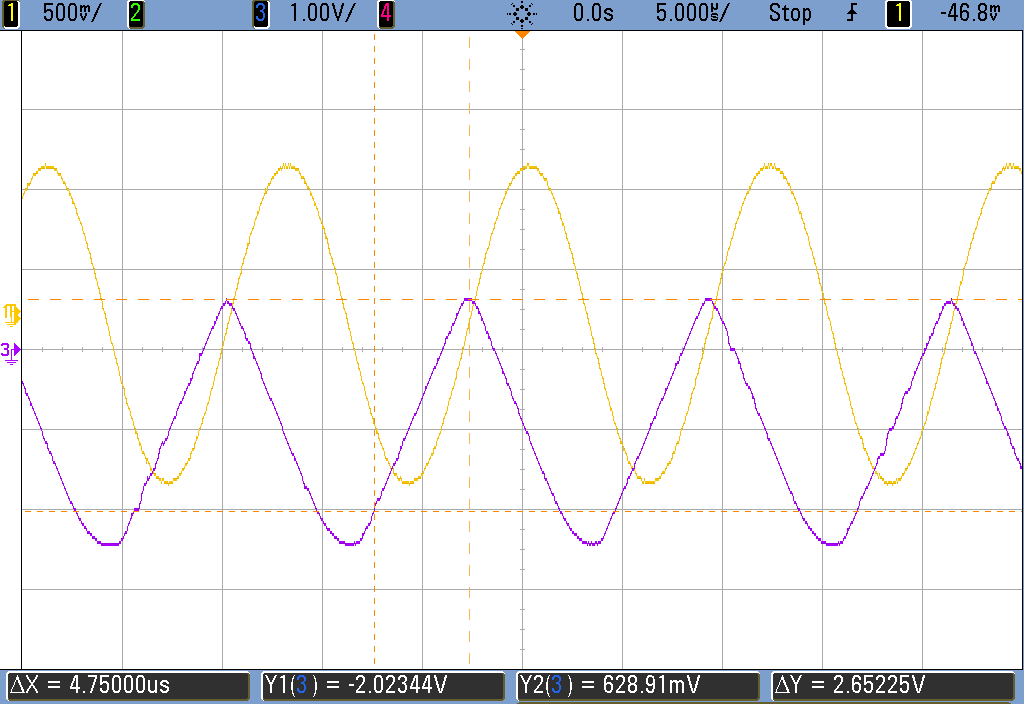 1 500mV/ 2 3 1.00V/ 4 0.0s 5.000µs/ Stop 1 -46.8mV
T
3
ΔX = 4.75000us Y1(3) = -2.02344V Y2(3) = 628.91mV ΔY = 2.65225V